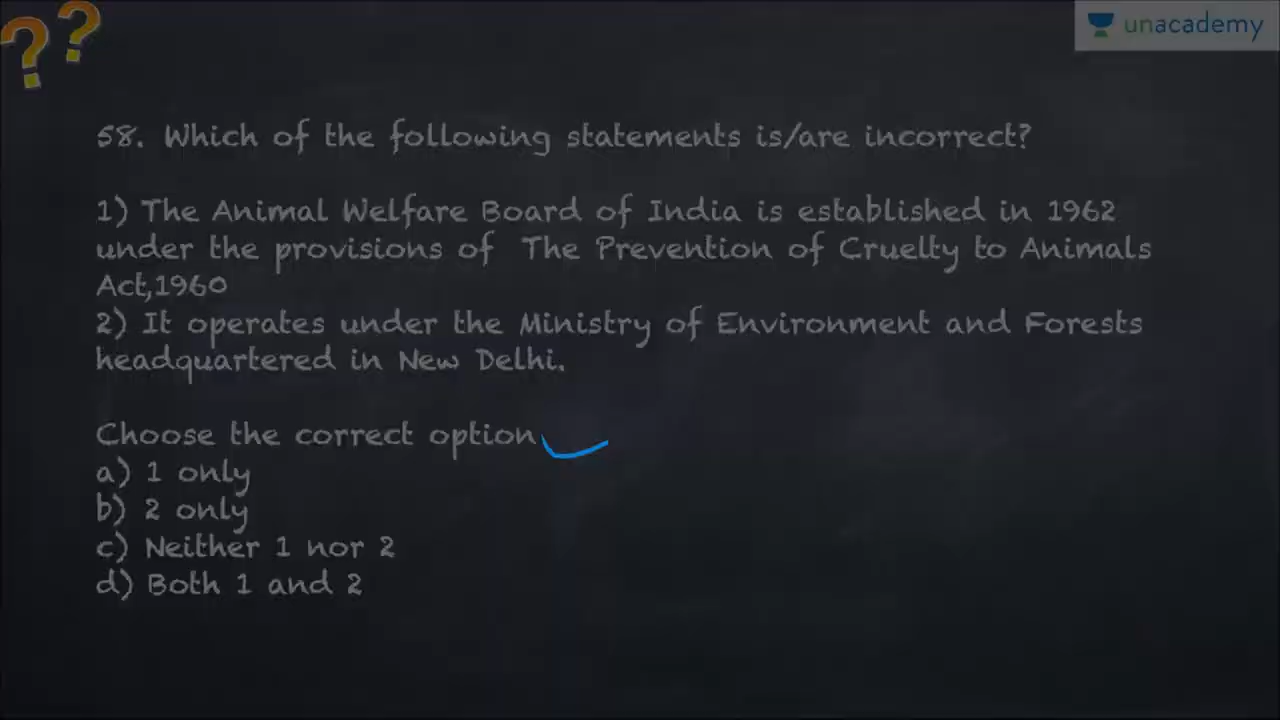 ??
unacademy
58. Which of the following statements is/are incorrect?
1) The Animal Welfare Board of India is established in 1962
under the provisions of The Prevention of Cruelty to Animals
Act,1960
2) It operates under the Ministry of Environment and Forests
headquartered in New Delhi.
Choose the correct option
a) 1 only
b) 2 only
c) Neither 1 nor 2
d) Both 1 and 2